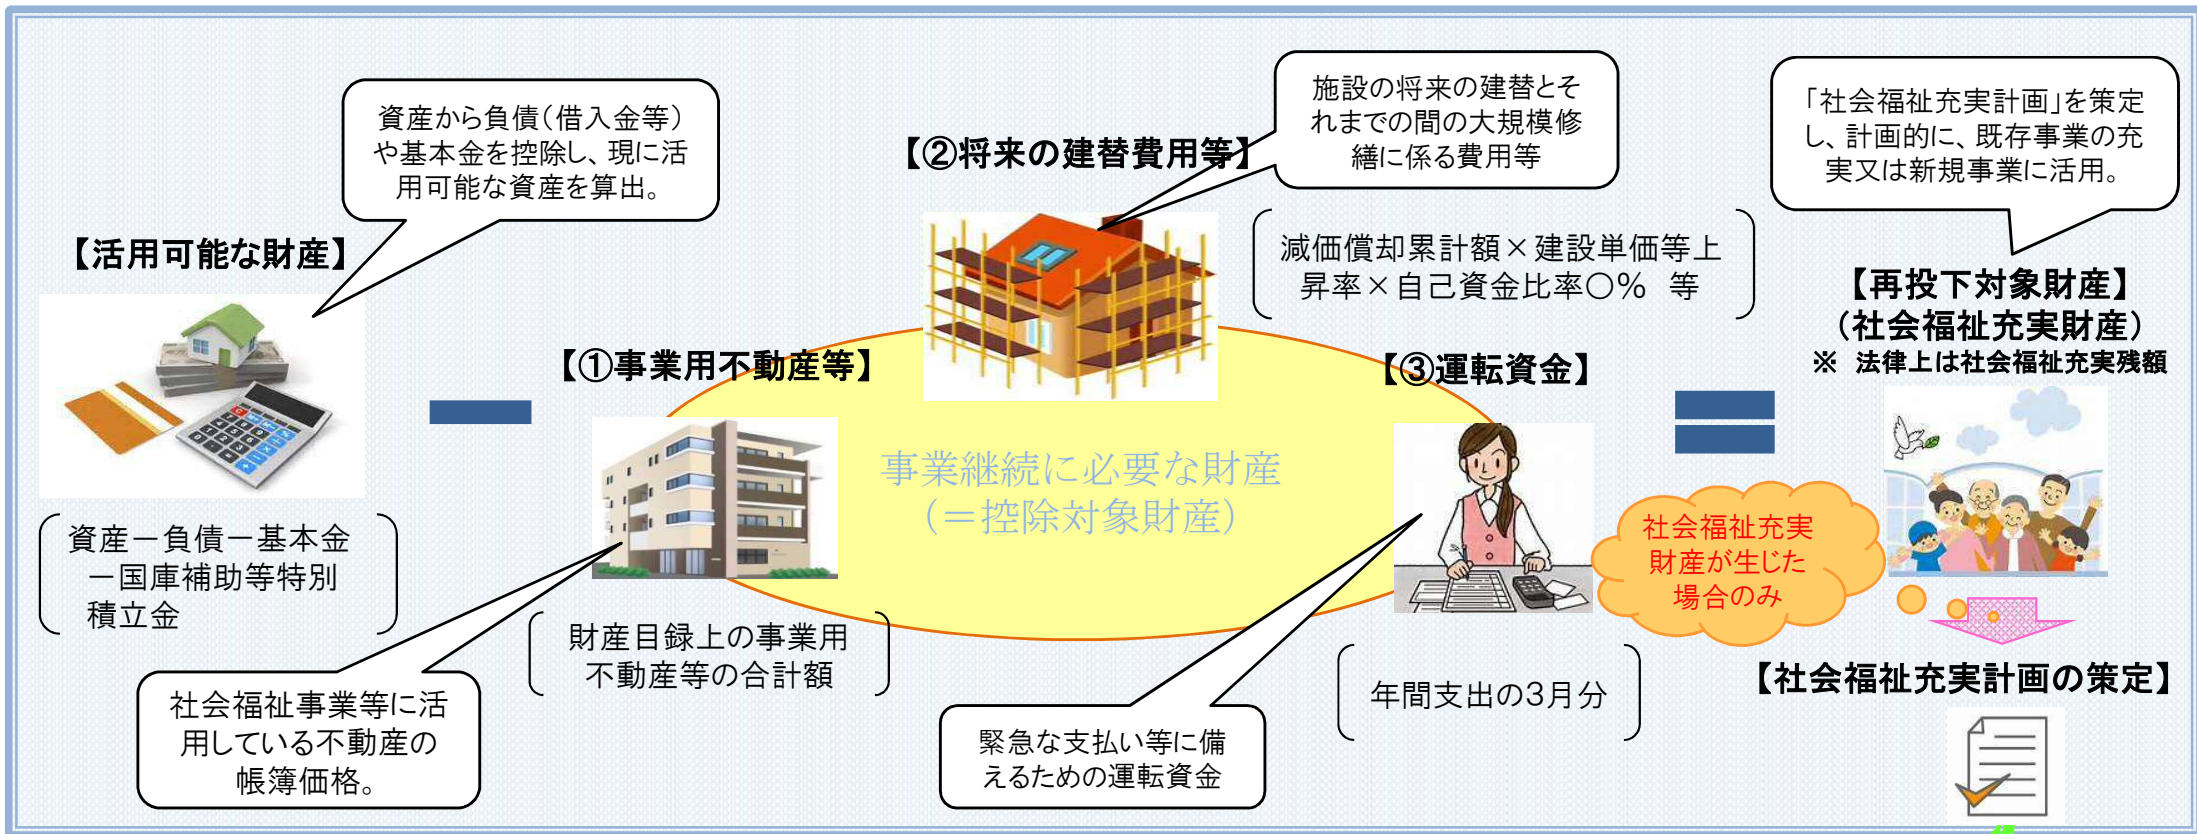 資産から負債(借入金等)
や基本金を控除し、現に活
用可能な資産を算出。
【活用可能な財産】
資産ー負債ー基本金
ー国庫補助等特別
積立金
【①事業用不動産等】
財産目録上の事業用
不動産等の合計額
社会福祉事業等に活
用している不動産の
帳簿価格。
【②将来の建替費用等】
施設の将来の建替とそ
れまでの間の大規模修
繕に係る費用等
減価償却累計額×建設単価等上
昇率×自己資金比率〇% 等
事業継続に必要な財産
(=控除対象財産)
【③運転資金】
年間支出の3月分
緊急な支払い等に備
えるための運転資金
「社会福祉充実計画」を策定
し、計画的に、既存事業の充
実又は新規事業に活用。
【再投下対象財産】
(社会福祉充実財産)
※ 法律上は社会福祉充実残額
社会福祉充実
財産が生じた
場合のみ
【社会福祉充実計画の策定】